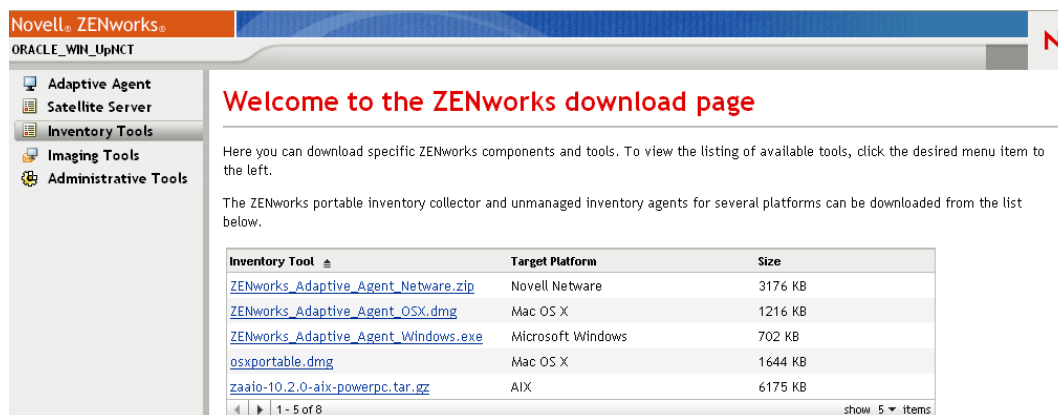 Novell® ZENworks®
ORACLE_WIN_UpNCT
N
Adaptive Agent
Satellite Server
Inventory Tools
Imaging Tools
Administrative Tools
Welcome to the ZENworks download page
Here you can download specific ZENworks components and tools. To view the listing of available tools, click the desired menu item to
the left.
The ZENworks portable inventory collector and unmanaged inventory agents for several platforms can be downloaded from the list
below.
Inventory Tool Target Platform Size
ZENworks_Adaptive_Agent_Netware.zip Novell Netware 3176 KB
ZENworks_Adaptive_Agent_OSX.dmg Mac OS X 1216 KB
ZENworks_Adaptive_Agent_Windows.exe Microsoft Windows 702 KB
osxportable.dmg Mac OS X 1644 KB
zaaio-10.2.0-aix-powerpc.tar.gz AIX 6175 KB
1 - 5 of 8 show 5 items